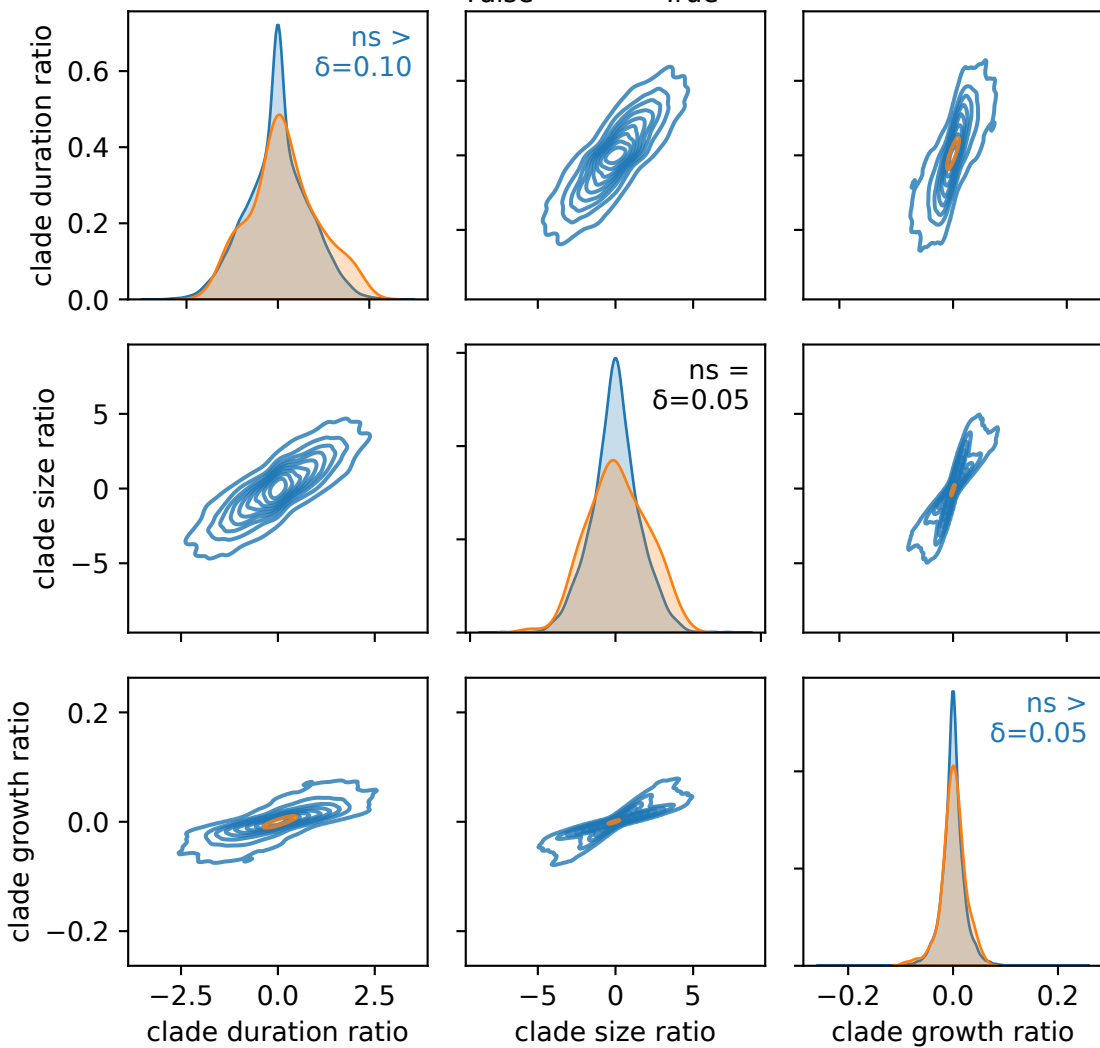 clade duration ratio
0.6
0.4
0.2
0.0
ns >
δ=0.10
clade size ratio
5
0
−5
ns =
δ=0.05
clade growth ratio
0.2
0.0
−0.2
ns >
δ=0.05
−2.5 0.0 2.5
−5 0 5
−0.2 0.0 0.2
clade duration ratio
clade size ratio
clade growth ratio